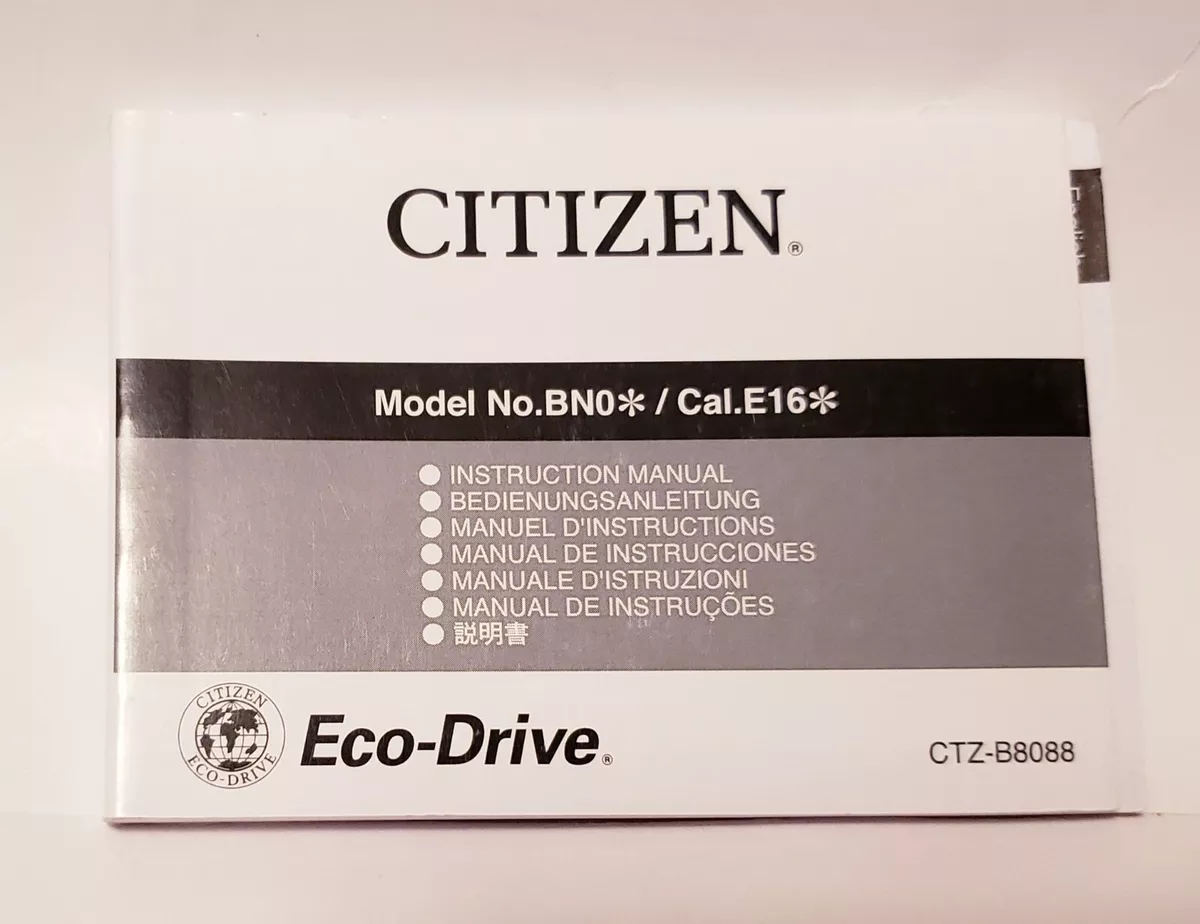 CITIZEN®
English
Model No.BN0✻ / Cal.E16✻
● INSTRUCTION MANUAL
● BEDIENUNGSANLEITUNG
● MANUEL D'INSTRUCTIONS
● MANUAL DE INSTRUCCIONES
● MANUALE D'ISTRUZIONI
● MANUAL DE INSTRUÇÕES
● 説明書
CITIZEN
ECO-DRIVE
Eco-Drive®
CTZ-B8088